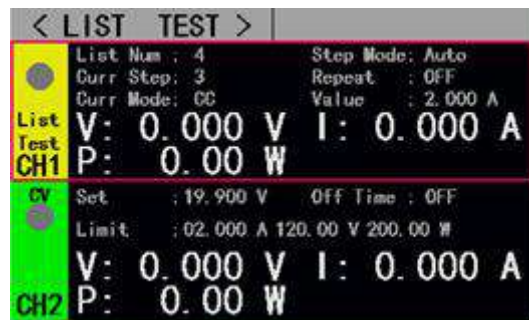 < LIST TEST >
List Num : 4 Step Mode: Auto
Curr Step: 3 Repeat : OFF
Curr Mode: CC Value : 2.000 A
List Test CH1
V: 0.000 V I: 0.000 A
P: 0.00 W
CV
Set :19.900 V Off Time : OFF
Limit :02.000 A 120.00 V 200.00 W
V: 0.000 V I: 0.000 A
CH2 P: 0.00 W